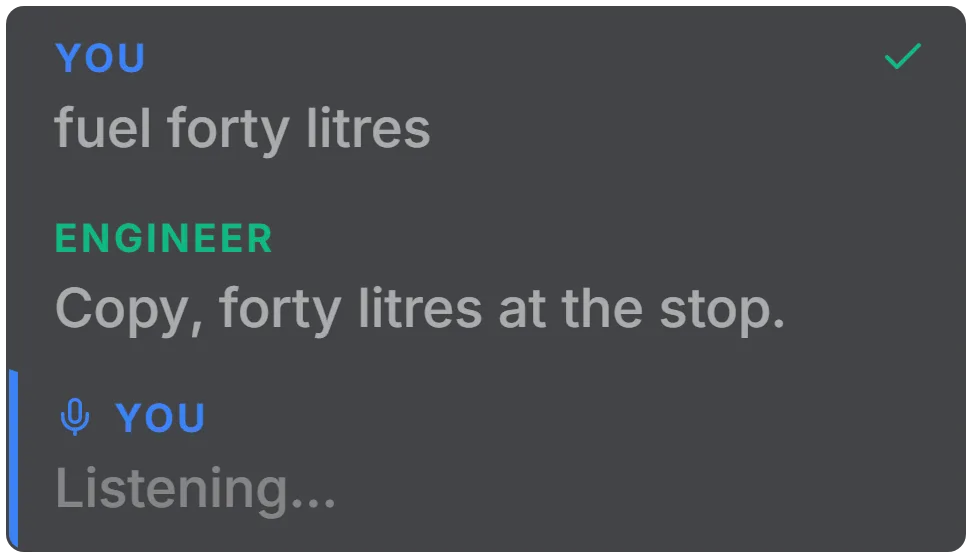 YOU
fuel forty litres
ENGINEER
Copy, forty litres at the stop.
YOU
Listening...